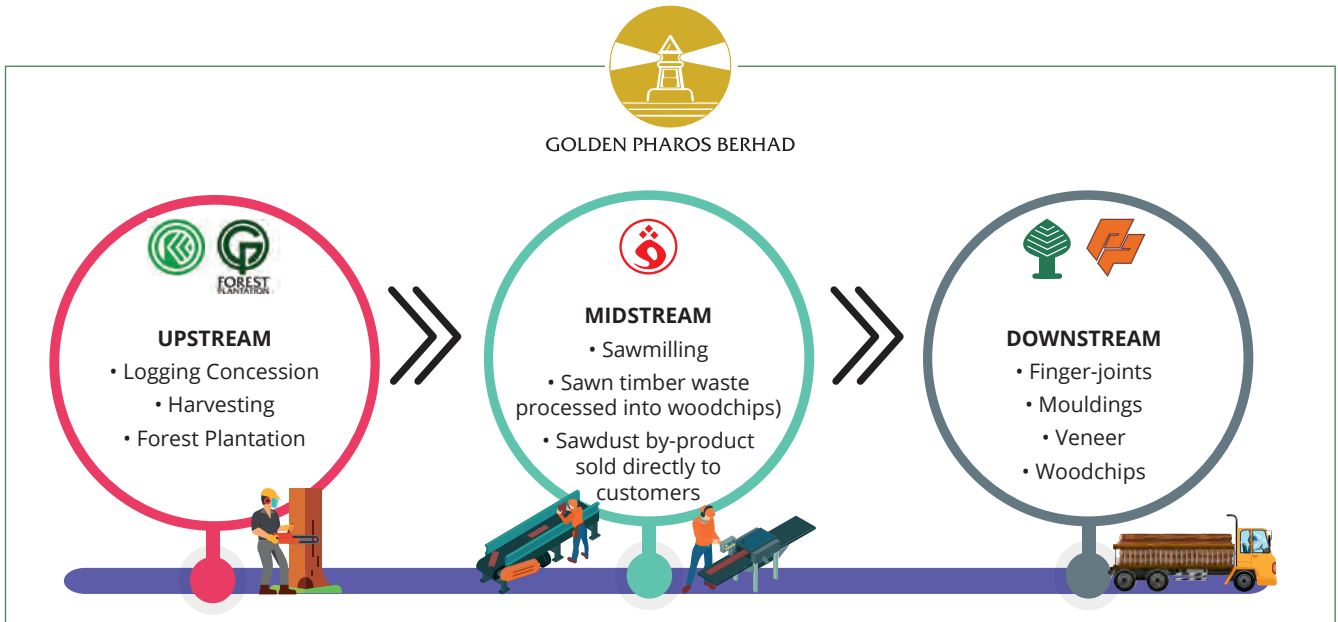 GOLDEN PHAROS BERHAD
FOREST
PLANTATION
UPSTREAM
• Logging Concession
• Harvesting
• Forest Plantation
MIDSTREAM
• Sawmilling
• Sawn timber waste
processed into woodchips)
• Sawdust by-product
sold directly to
customers
DOWNSTREAM
• Finger-joints
• Mouldings
• Veneer
• Woodchips